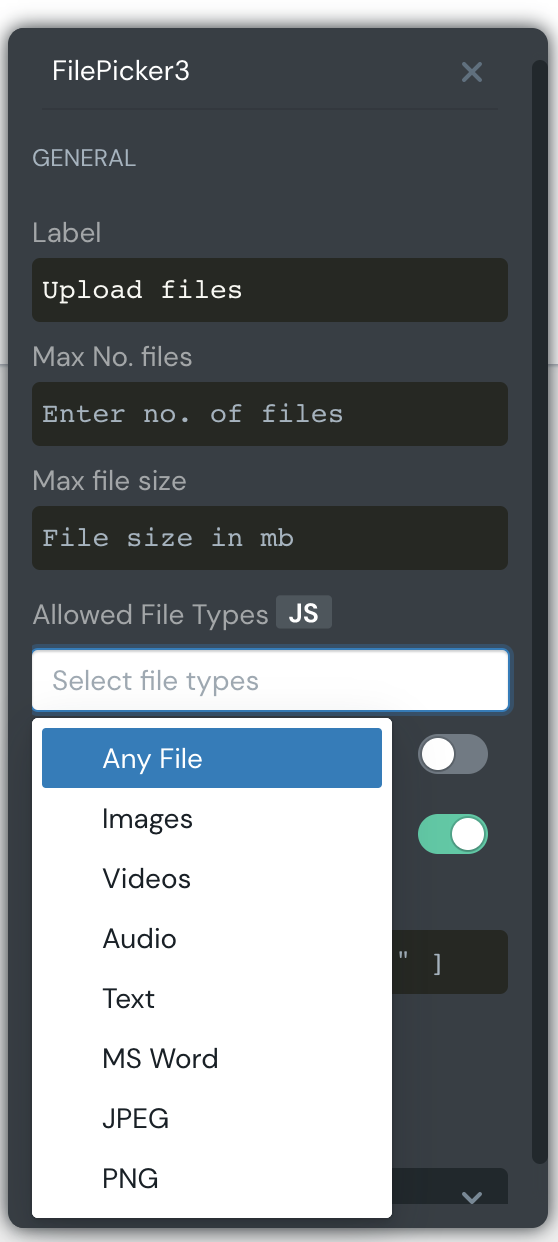 FilePicker3
GENERAL
Label
Upload files
Max No. files
Enter no. of files
Max file size
File size in mb
Allowed File Types JS
Select file types
Any File
Images
Videos
Audio
" ]
Text
MS Word
JPEG
PNG